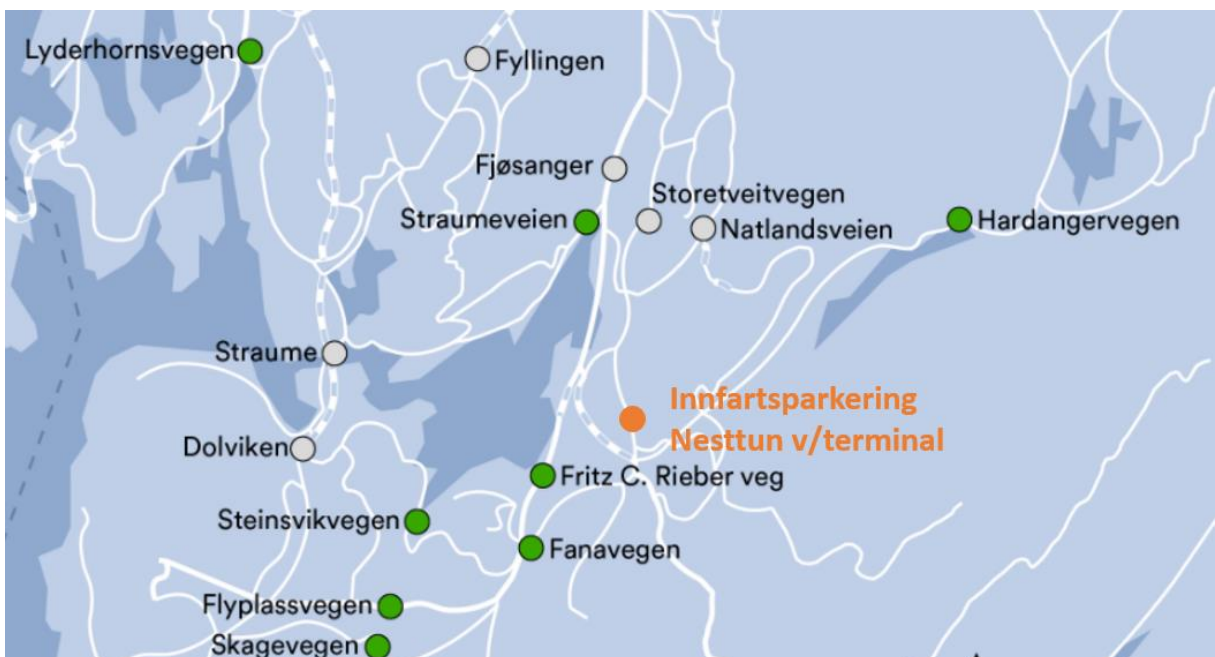 Lyderhornsvegen
Fyllingen
Fjøsanger
Storetveitvegen
Straumeveien
Natlandsveien
Hardangervegen
Straume
Innfartsparkering
Nesttun v/terminal
Dolviken
Fritz C. Rieber veg
Steinsvikvegen
Fanavegen
Flyplassvegen
Skagevegen